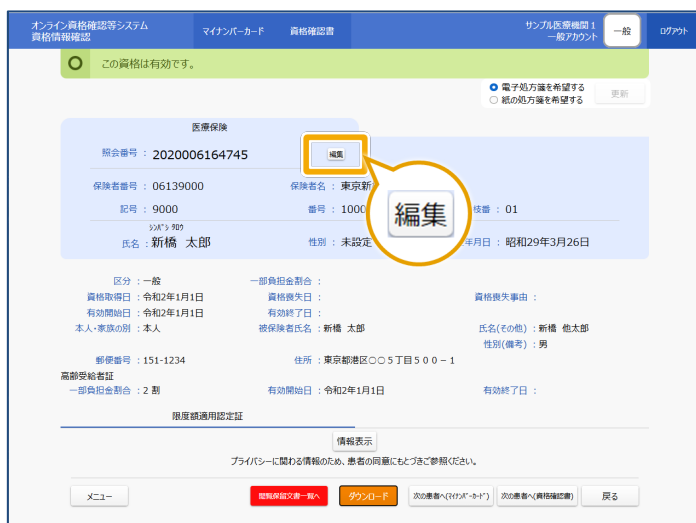 オンライン資格確認等システム
資格情報確認
マイナンバーカード
資格確認書
サンプル医療機関1
一般アカウント
一般
ログアウト
この資格は有効です。
電子処方箋を希望する
紙の処方箋を希望する
更新
医療保険
照会番号 : 2020006164745
編集
保険者番号 : 06139000
保険者名 : 東京新
記号 : 9000
番号 : 1000
枝番 : 01
編集
シンバシ タロウ
氏名 : 新橋 太郎
性別 : 未設定
年月日 : 昭和29年3月26日
区分 : 一般
一部負担金割合 :
資格取得日 : 令和2年1月1日
資格喪失日 :
資格喪失事由 :
有効開始日 : 令和2年1月1日
有効終了日 :
本人・家族の別 : 本人
被保険者氏名 : 新橋 太郎
氏名(その他) : 新橋 他太郎
性別(備考) : 男
郵便番号 : 151-1234
住所 : 東京都港区○○5丁目500-1
高齢受給者証
一部負担金割合 : 2 割
有効開始日 : 令和2年1月1日
有効終了日 :
限度額適用認定証
情報表示
プライバシーに関わる情報のため、患者の同意にもとづきご参照ください。
メニュー
閲覧保留文書一覧へ
ダウンロード
次の患者へ(マイナンバーカード)
次の患者へ(資格確認書)
戻る